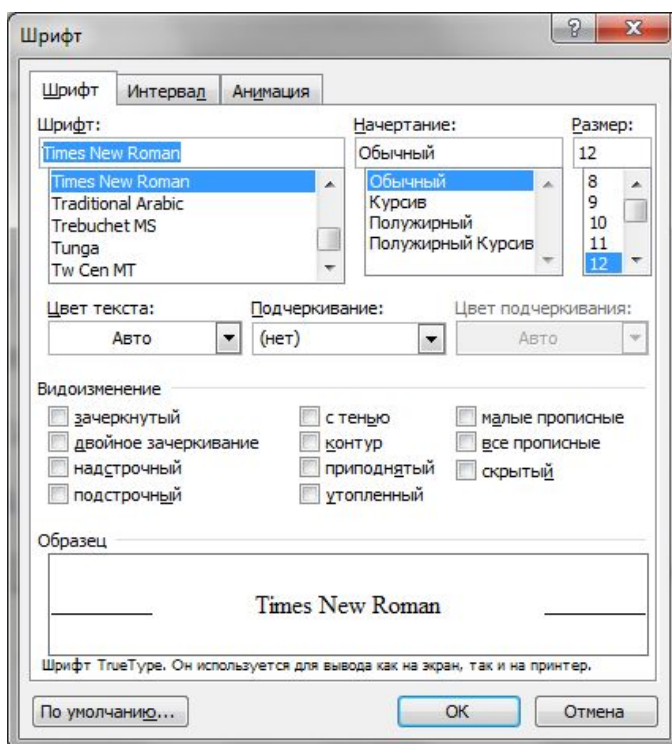 Шрифт
Шрифт Интервал Анимация
Шрифт: Начертание: Размер:
Times New Roman Обычный 12
Times New Roman Обычный 8
Traditional Arabic Курсив 9
Trebuchet MS Полужирный 10
Tunga Полужирный Курсив 11
Tw Cen MT 12
Цвет текста: Подчеркивание: Цвет подчеркивания:
Авто (нет) Авто
Видоизменение
зачеркнутый с тенью малые прописные
двойное зачеркивание контур все прописные
надстрочный приподнятый скрытый
подстрочный утопленный
Образец
Times New Roman
Шрифт TrueType. Он используется для вывода как на экран, так и на принтер.
По умолчанию... ОК Отмена